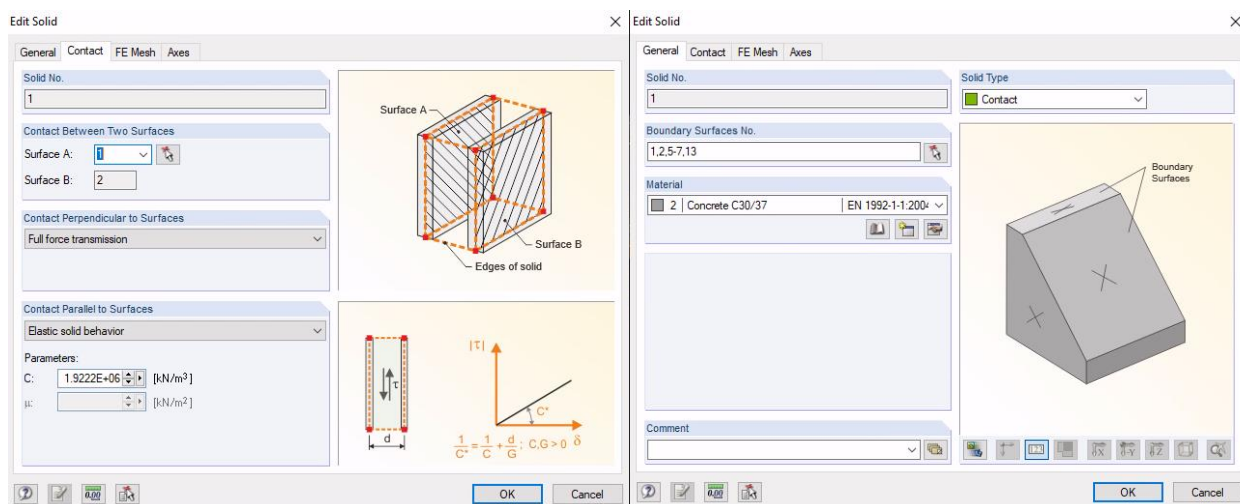 Edit Solid
General Contact FE Mesh Axes
Solid No.
1
Contact Between Two Surfaces
Surface A: 1
Surface B: 2
Contact Perpendicular to Surfaces
Full force transmission
Contact Parallel to Surfaces
Elastic solid behavior
Parameters:
C: 1.9222E+06 [kN/m³]
μ: [kN/m²]
Surface A
Surface B
Edges of solid
|τ|
τ
C*
d
1/C* = 1/C + d/G ; C,G > 0 δ
0.00
OK Cancel
Edit Solid
General Contact FE Mesh Axes
Solid No.
1
Boundary Surfaces No.
1,2,5-7,13
Material
2 Concrete C30/37 EN 1992-1-1:2004
Comment
Solid Type
Contact
Boundary
Surfaces
X -Y Z
0.00
OK Cancel